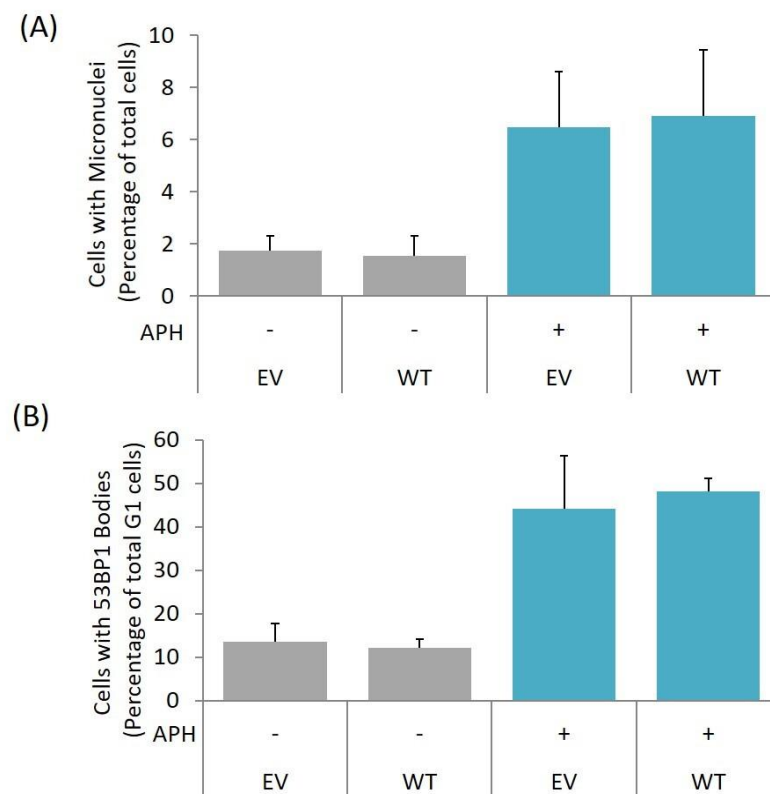 (A)
Cells with Micronuclei
(Percentage of total cells)
10
8
6
4
2
0
APH - - + +
EV WT EV WT
(B)
Cells with 53BP1 Bodies
(Percentage of total G1 cells)
60
50
40
30
20
10
0
APH - - + +
EV WT EV WT